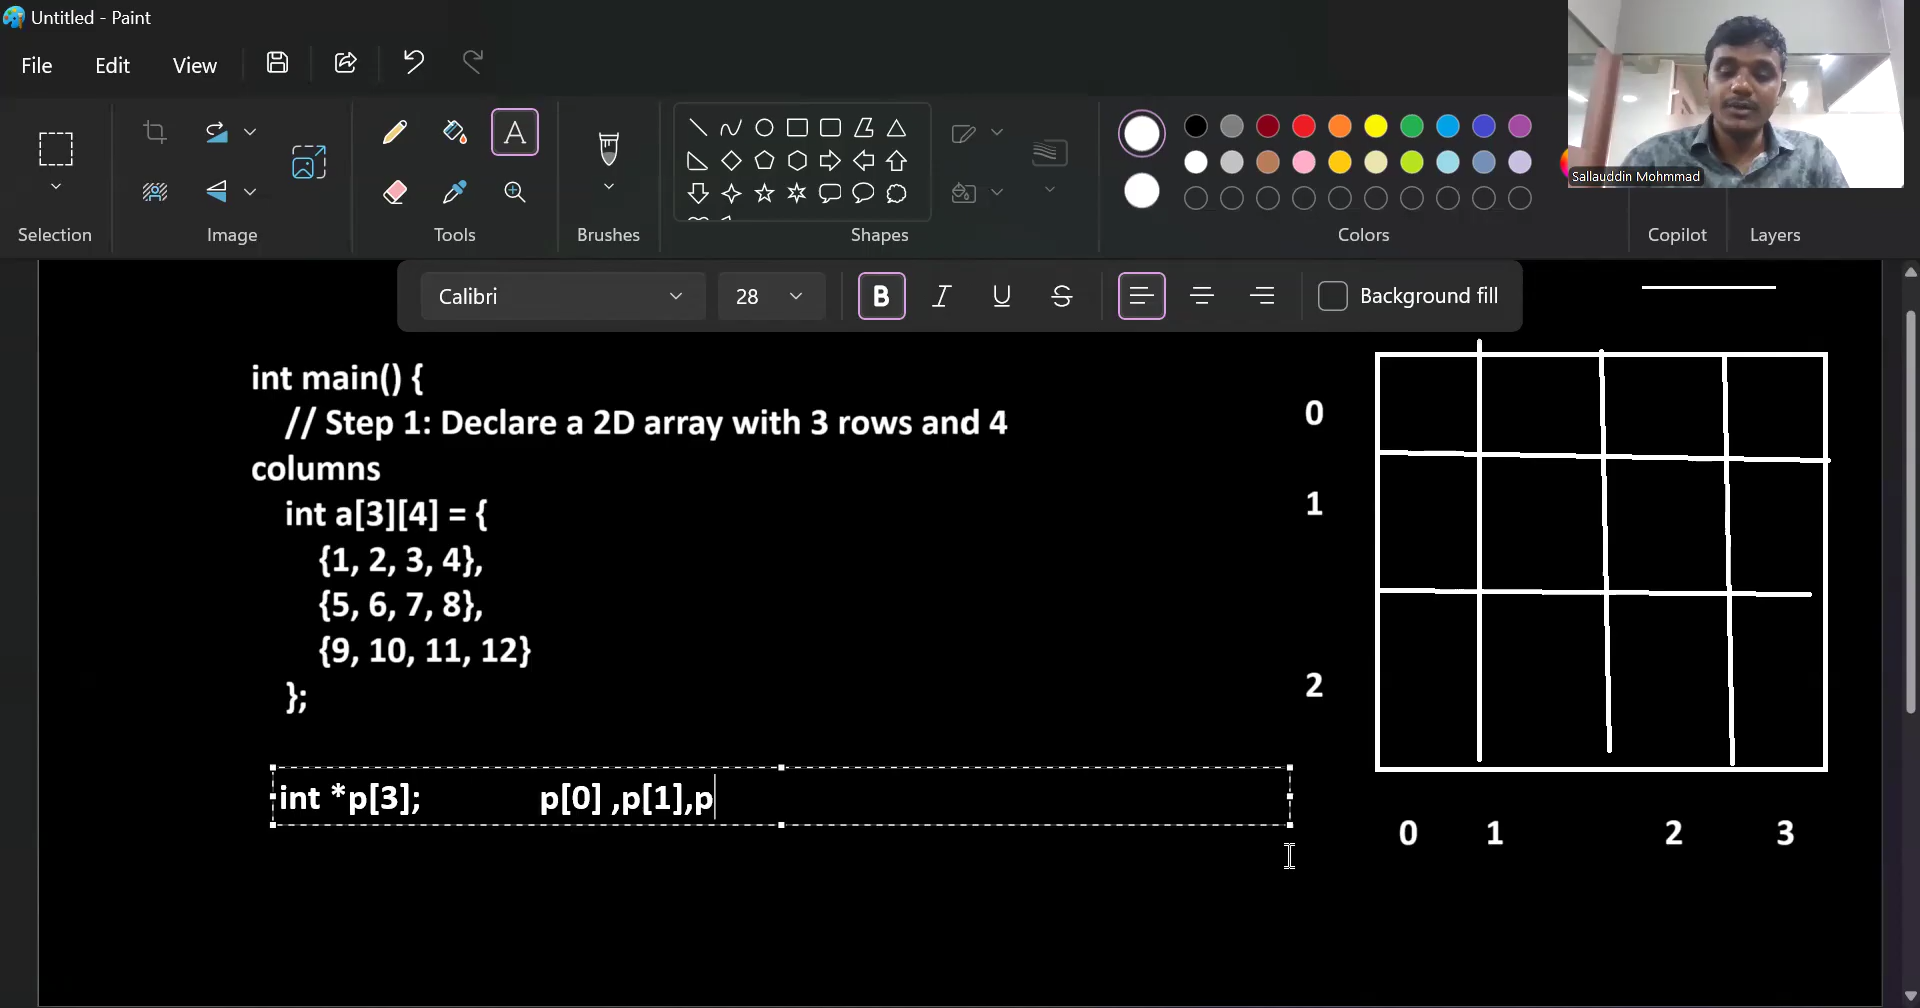 Untitled - Paint
File Edit View
Selection Image Tools Brushes Shapes Colors Copilot Layers
Sallauddin Mohmmad
Calibri 28 B I U S Background fill
int main() {
// Step 1: Declare a 2D array with 3 rows and 4
columns
int a[3][4] = {
{1, 2, 3, 4},
{5, 6, 7, 8},
{9, 10, 11, 12}
};
int *p[3]; p[0] ,p[1],p
0
1
2
0 1 2 3